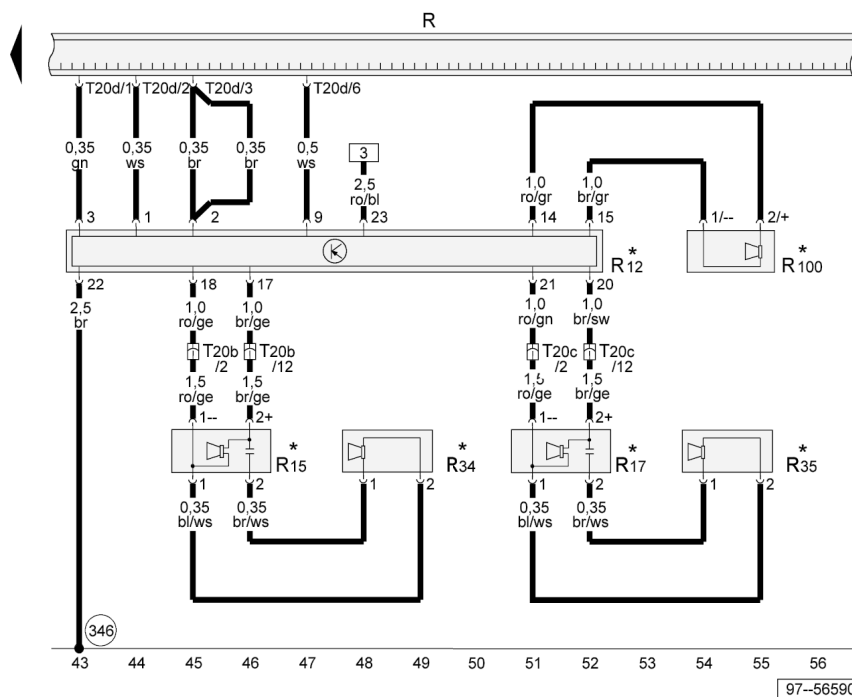 R
T20d/1 T20d/2 T20d/3 T20d/6
0,35 0,35 0,35 0,35 0,5 3
gn ws br br ws
2,5 1,0 1,0
ro/bl ro/gr br/gr
3 1 2 9 23 14 15 1/-- 2/+
*
R12
*
R100
22 18 17 21 20
2,5 1,0 1,0 1,0 1,0
br ro/ge br/ge ro/gn br/sw
T20b T20b T20c T20c
/2 /12 /2 /12
1,5 1,5 1,5 1,5
ro/ge br/ge ro/ge br/ge
1-- 2+ 1-- 2+
* * * *
R15 R34 R17 R35
1 2 1 2 1 2 1 2
0,35 0,35 0,35 0,35
bl/ws br/ws bl/ws br/ws
346
43 44 45 46 47 48 49 50 51 52 53 54 55 56
97--56590